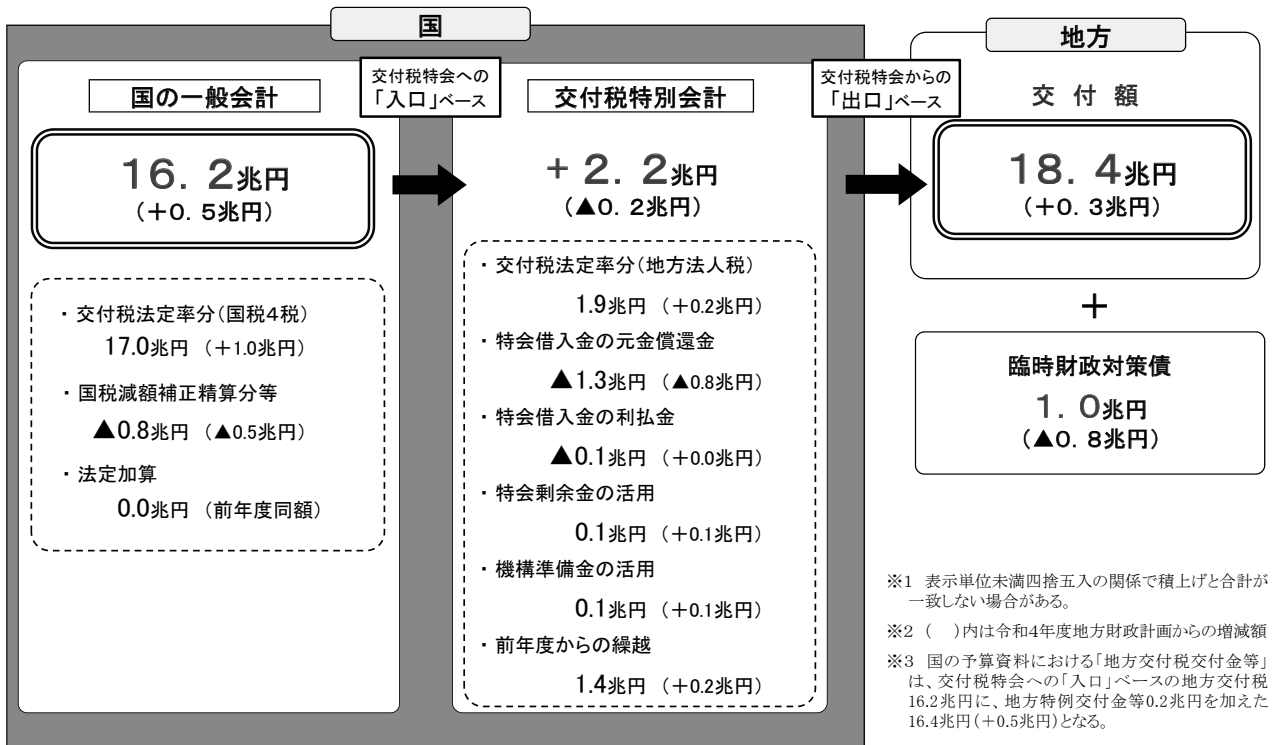 国
国の一般会計
16. 2兆円
(+0. 5兆円)
・ 交付税法定率分(国税4税)
17.0兆円 (+1.0兆円)
・ 国税減額補正精算分等
▲0.8兆円 (▲0.5兆円)
・ 法定加算
0.0兆円 (前年度同額)
交付税特会への
「入口」ベース
交付税特別会計
+ 2. 2兆円
(▲0. 2兆円)
・ 交付税法定率分(地方法人税)
1.9兆円 (+0.2兆円)
・ 特会借入金の元金償還金
▲1.3兆円 (▲0.8兆円)
・ 特会借入金の利払金
▲0.1兆円 (+0.0兆円)
・ 特会剰余金の活用
0.1兆円 (+0.1兆円)
・ 機構準備金の活用
0.1兆円 (+0.1兆円)
・ 前年度からの繰越
1.4兆円 (+0.2兆円)
交付税特会からの
「出口」ベース
地方
交 付 額
18. 4兆円
(+0. 3兆円)
+
臨時財政対策債
1. 0兆円
(▲0. 8兆円)
※1 表示単位未満四捨五入の関係で積上げと合計が
一致しない場合がある。
※2 ( )内は令和4年度地方財政計画からの増減額
※3 国の予算資料における「地方交付税交付金等」
は、交付税特会への「入口」ベースの地方交付税
16.2兆円に、地方特例交付金等0.2兆円を加えた
16.4兆円(+0.5兆円)となる。